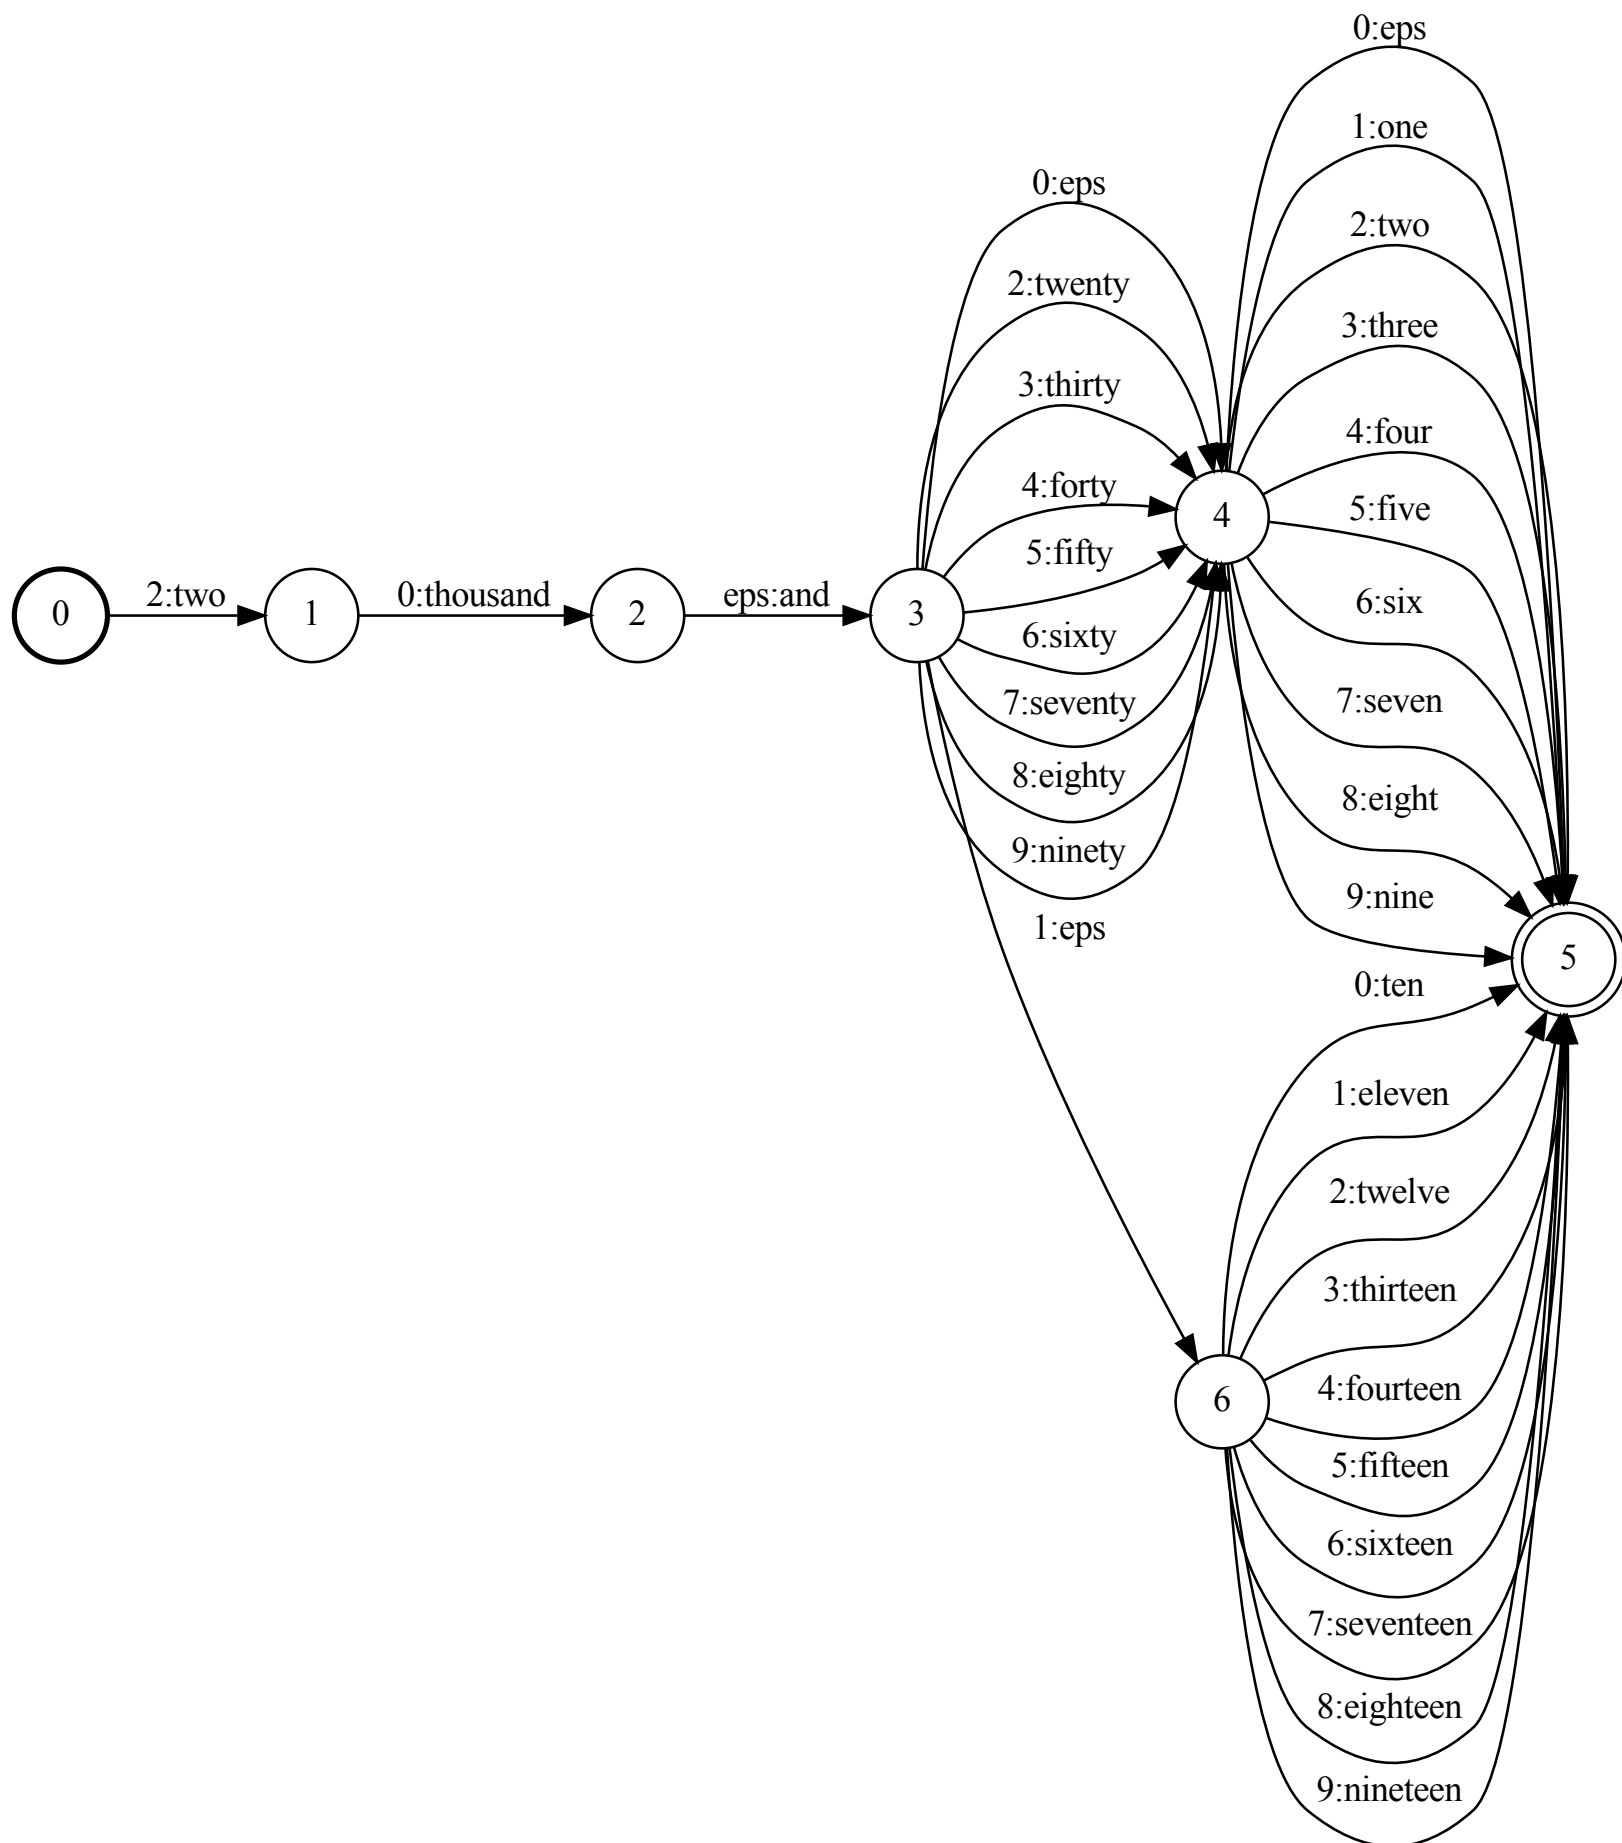 0:eps
1:one
2:two
3:three
4:four
5:five
6:six
7:seven
8:eight
9:nine
0:eps
2:twenty
3:thirty
4:forty
5:fifty
6:sixty
7:seventy
8:eighty
9:ninety
1:eps
0
2:two
1
0:thousand
2
eps:and
3
4
5
6
0:ten
1:eleven
2:twelve
3:thirteen
4:fourteen
5:fifteen
6:sixteen
7:seventeen
8:eighteen
9:nineteen